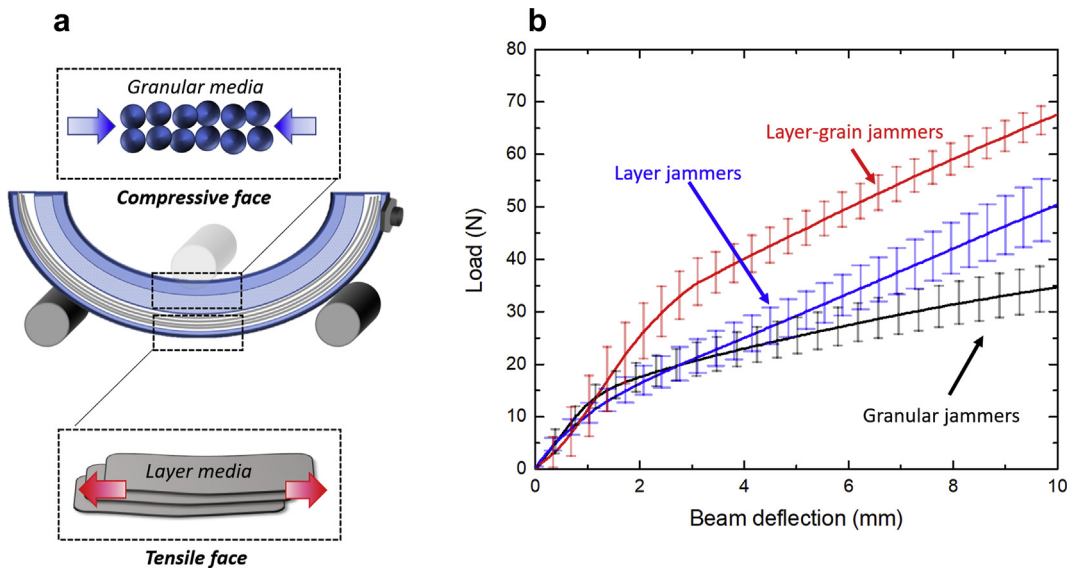 a
Granular media
Compressive face
Layer media
Tensile face
b
80
70
60
50
40
30
20
10
0
Load (N)
Layer-grain jammers
Layer jammers
Granular jammers
0
2
4
6
8
10
Beam deflection (mm)